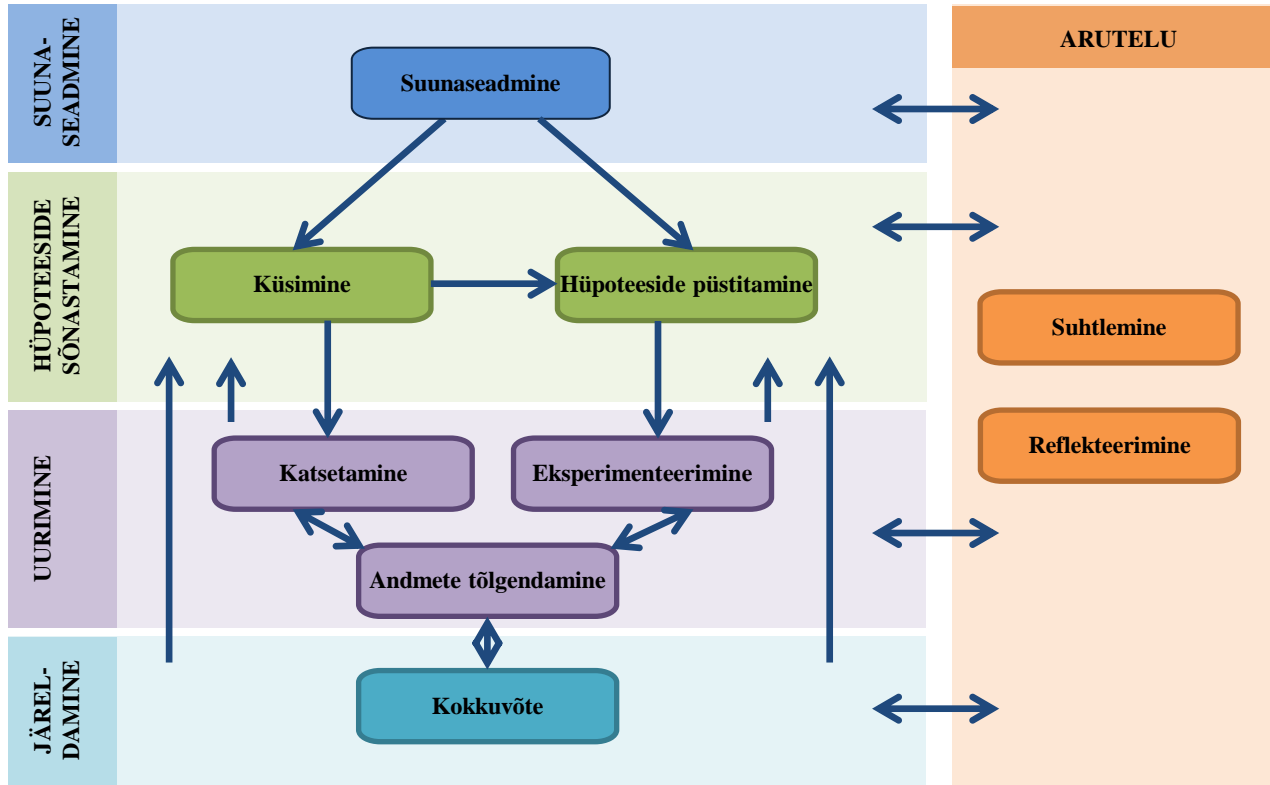 SUUNA-
SEADMINE
Suunaseadmine
HÜPOTEESIDE
SÕNASTAMINE
Küsimine
Hüpoteeside püstitamine
UURIMINE
Katsetamine
Eksperimenteerimine
Andmete tõlgendamine
JÄREL-
DAMINE
Kokkuvõte
ARUTELU
Suhtlemine
Reflekteerimine